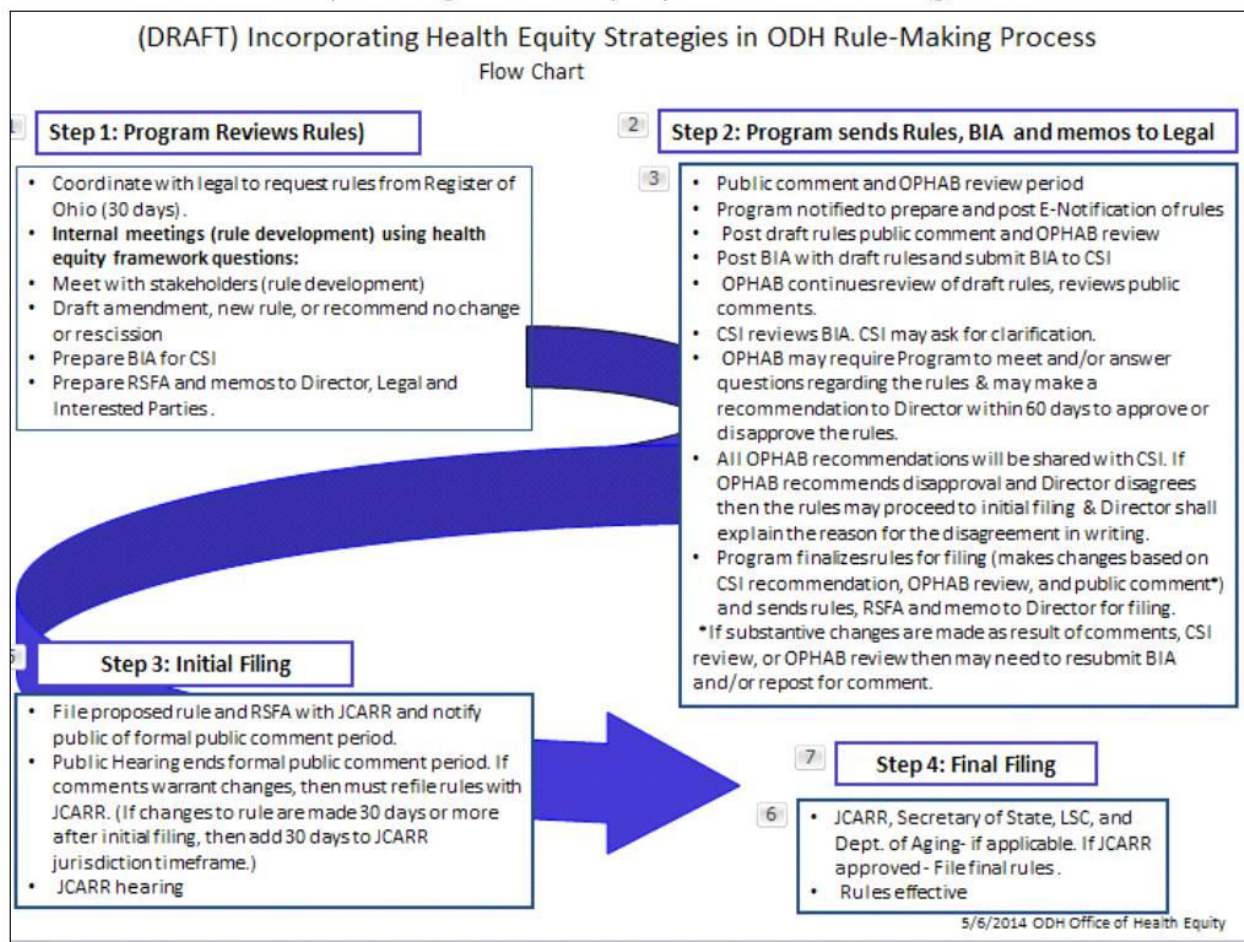 (DRAFT) Incorporating Health Equity Strategies in ODH Rule-Making Process
Flow Chart
1
Step 1: Program Reviews Rules)
• Coordinate with legal to request rules from Register of
Ohio (30 days).
• Internal meetings (rule development) using health
equity framework questions:
• Meet with stakeholders (rule development)
• Draft amendment, new rule, or recommend no change
or rescission
• Prepare BIA for CSI
• Prepare RSFA and memos to Director, Legal and
Interested Parties.
2
Step 2: Program sends Rules, BIA and memos to Legal
3
• Public comment and OPHAB review period
• Program notified to prepare and post E-Notification of rules
• Post draft rules public comment and OPHAB review
• Post BIA with draft rules and submit BIA to CSI
• OPHAB continues review of draft rules, reviews public
comments.
• CSI reviews BIA. CSI may ask for clarification.
• OPHAB may require Program to meet and/or answer
questions regarding the rules & may make a
recommendation to Director within 60 days to approve or
disapprove the rules.
• All OPHAB recommendations will be shared with CSI. If
OPHAB recommends disapproval and Director disagrees
then the rules may proceed to initial filing & Director shall
explain the reason for the disagreement in writing.
• Program finalizes rules for filing (makes changes based on
CSI recommendation, OPHAB review, and public comment*)
and sends rules, RSFA and memo to Director for filing.
*If substantive changes are made as result of comments, CSI
review, or OPHAB review then may need to resubmit BIA
and/or repost for comment.
Step 3: Initial Filing
• File proposed rule and RSFA with JCARR and notify
public of formal public comment period.
• Public Hearing ends formal public comment period. If
comments warrant changes, then must refile rules with
JCARR. (If changes to rule are made 30 days or more
after initial filing, then add 30 days to JCARR
jurisdiction timeframe.)
• JCARR hearing
7
Step 4: Final Filing
6
• JCARR, Secretary of State, LSC, and
Dept. of Aging- if applicable. If JCARR
approved - File final rules.
• Rules effective
5/6/2014 ODH Office of Health Equity